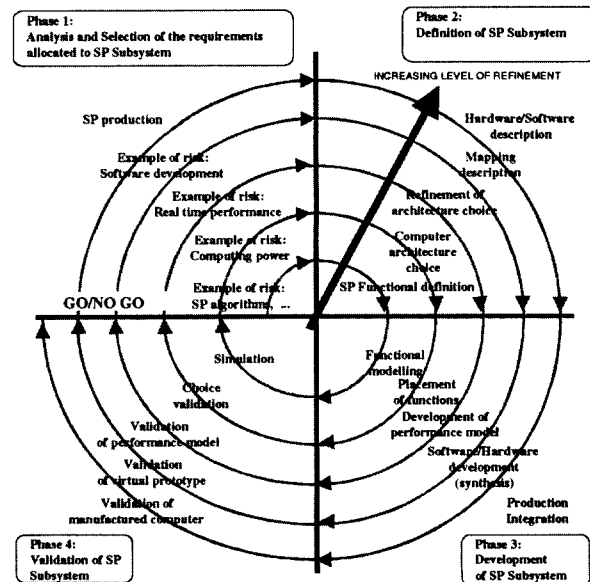 Phase 1:
Analysis and Selection of the requirements
allocated to SP Subsystem
Phase 2:
Definition of SP Subsystem
INCREASING LEVEL OF REFINEMENT
SP production
Hardware/Software
description
Example of risk:
Software development
Mapping
description
Example of risk:
Real time performance
Refinement of
architecture choice
Example of risk:
Computing power
Computer
architecture
choice
Example of risk:
SP algorithms, ...
SP Functional definition
GO/NO GO
Simulation
Functional
modelling
Choice
validation
Placement
of functions
Validation
of performance model
Development of
performance model
Validation
of virtual prototype
Software/Hardware
development
(synthesis)
Validation of
manufactured computer
Production
Integration
Phase 4:
Validation of SP
Subsystem
Phase 3:
Development
of SP Subsystem